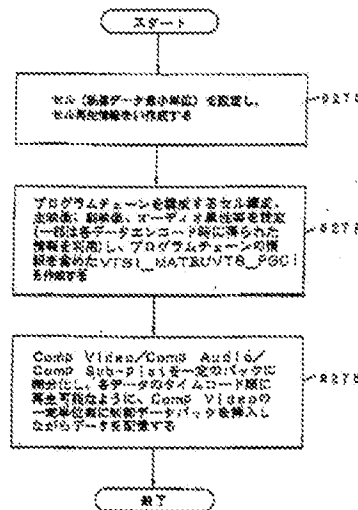 スタート
セル(映像データ最小単位)を設定し、
セル再生情報を作成する
プログラムチェーンを構成するセル構成、
主映像、副映像、オーディオ属性等を設定
(一部は各データエンコード時に得られた
情報を利用)し、プログラムチェーンの情
報を含めたVTSI_MAT及びVTS_PGCI
を作成する
Comp Video/Comp Audio/
Comp Sub-pictを一定のパックに
細分化し、各データのタイムコード順に
再生可能なように、Comp Videoの
一定単位毎に制御データパックを挿入し
ながらデータを配置する
終了